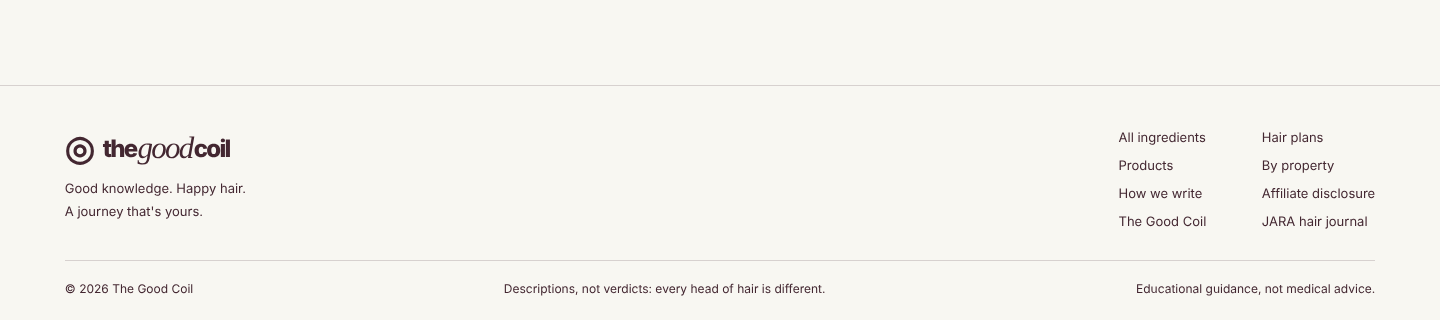 thegoodcoil
Good knowledge. Happy hair.
A journey that's yours.
All ingredients
Products
How we write
The Good Coil
Hair plans
By property
Affiliate disclosure
JARA hair journal
© 2026 The Good Coil
Descriptions, not verdicts: every head of hair is different.
Educational guidance, not medical advice.